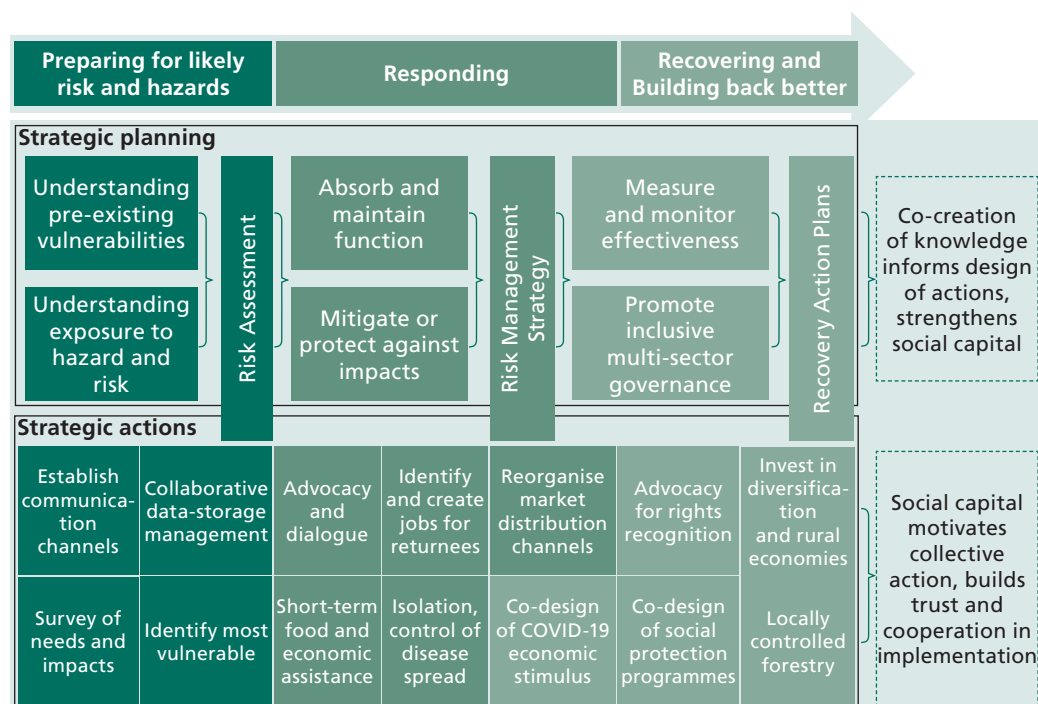 Preparing for likely
risk and hazards
Responding
Recovering and
Building back better
Strategic planning
Understanding
pre-existing
vulnerabilities
Understanding
exposure to
hazard and
risk
Risk Assessment
Absorb and
maintain
function
Mitigate or
protect against
impacts
Risk Management
Strategy
Measure
and monitor
effectiveness
Promote
inclusive
multi-sector
governance
Recovery Action Plans
Co-creation
of knowledge
informs design
of actions,
strengthens
social capital
Strategic actions
Establish
communica-
tion
channels
Collaborative
data-storage
management
Advocacy
and
dialogue
Identify
and create
jobs for
returnees
Reorganise
market
distribution
channels
Advocacy
for rights
recognition
Invest in
diversifica-
tion
and rural
economies
Survey of
needs and
impacts
Identify most
vulnerable
Short-term
food and
economic
assistance
Isolation,
control of
disease
spread
Co-design
of COVID-19
economic
stimulus
Co-design
of social
protection
programmes
Locally
controlled
forestry
Social capital
motivates
collective
action, builds
trust and
cooperation in
implementation